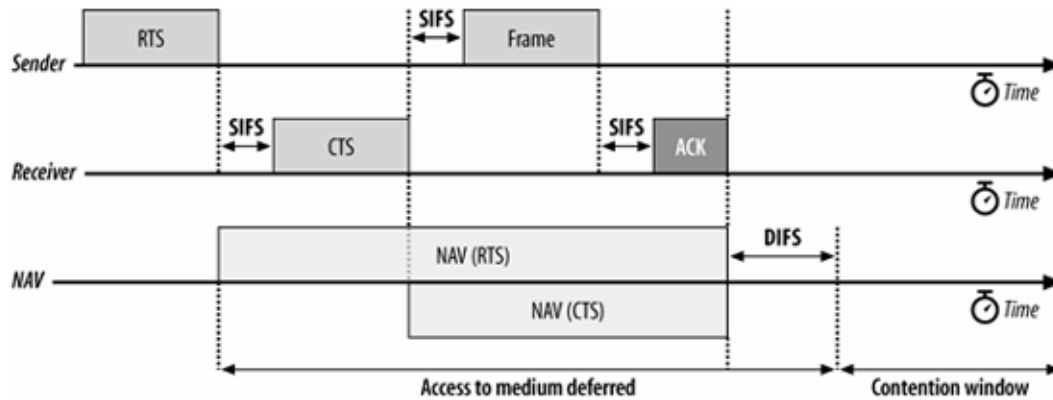 RTS
SIFS
Frame
Sender
Time
SIFS
CTS
SIFS
ACK
Receiver
Time
NAV (RTS)
DIFS
NAV
NAV (CTS)
Time
Access to medium deferred
Contention window